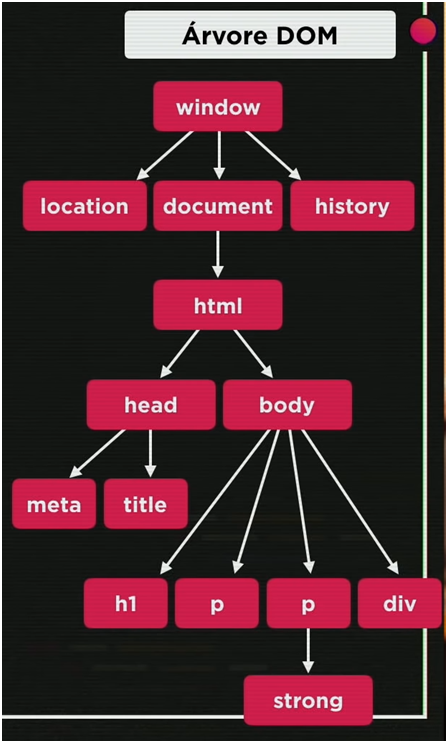 Árvore DOM
window
location document history
html
head body
meta title
h1 p p div
strong